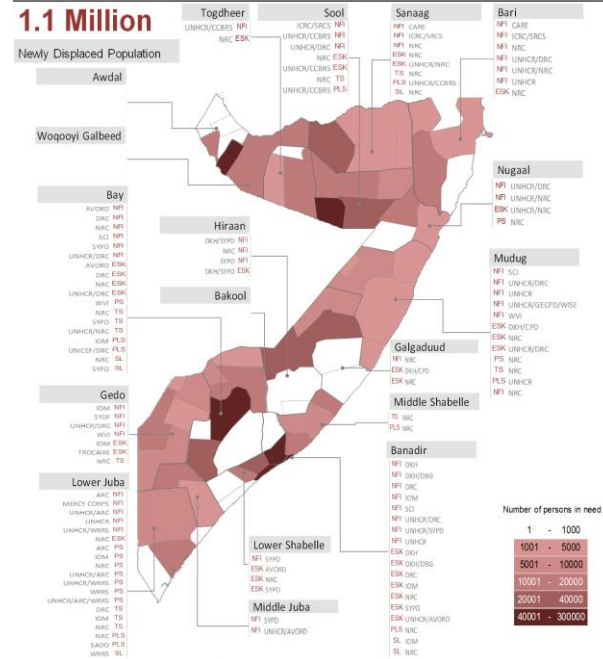 1.1 Million
Newly Displaced Population
Awdal
Woqooyi Galbeed
Togdheer
UNHCR/CCBRS NFI
NRC ESK
Sool
ICRC/SRCS NFI
UNHCR/CCBRS NFI
UNHCR/DRC NFI
NRC ESK
UNHCR/CCBRS ESK
NRC TS
UNHCR/CCBRS PLS
Sanaag
NFI CARE
NFI ICRC/SRCS
NFI NRC
ESK NRC
ESK UNHCR/NRC
TS NRC
PLS UNHCR/CCBRS
SL NRC
Bari
NFI CARE
NFI ICRC/SRCS
NFI NRC
NFI UNHCR/DRC
NFI UNHCR/NRC
NFI UNHCR
ESK NRC
Nugaal
NFI UNHCR/DRC
NFI UNHCR/NRC
ESK UNHCR/NRC
PS NRC
Bay
AVORD NFI
DRC NFI
NRC NFI
SCI NFI
SYPD NFI
UNHCR/DRC NFI
AVORD ESK
DRC ESK
NRC ESK
UNHCR/DRC ESK
WVI PS
NRC TS
SYPD TS
UNHCR/NRC TS
IOM PLS
UNICEF/DRC PLS
NRC SL
SYPD SL
Hiraan
DKH/SYPD NFI
NRC NFI
SYPD NFI
DKH/SYPD ESK
Bakool
Mudug
NFI SCI
NFI UNHCR/DRC
NFI UNHCR
NFI UNHCR/GECPD/WISE
NFI WVI
ESK DKH/CPD
ESK NRC
ESK UNHCR/DRC
PS NRC
TS NRC
PLS UNHCR
NFI NRC
Galgaduud
NFI NRC
ESK DKH/CPD
ESK NRC
Middle Shabelle
TS NRC
PLS NRC
Gedo
IOM NFI
SYDF NFI
UNHCR/DRC NFI
WVI NFI
IOM ESK
TROCAIRE ESK
NRC TS
Banadir
NFI DKH
NFI DKH/DBG
NFI DRC
NFI IOM
NFI SCI
NFI UNHCR/DRC
NFI UNHCR/SYPD
NFI UNHCR
ESK DKH
ESK DKH/DBG
ESK DRC
ESK IOM
ESK NRC
ESK SYPD
ESK UNHCR/AVORD
PLS NRC
SL IOM
SL NRC
Lower Juba
ARC NFI
MERCY CORPS NFI
UNHCR/ARC NFI
UNHCR NFI
UNHCR/WRRS NFI
NRC ESK
ARC PS
IOM PS
NRC PS
UNHCR/ARC PS
UNHCR/WRRS PS
WRRS PS
UNHCR/ARC/WRRS PS
DRC TS
IOM TS
NRC TS
NRC PLS
SADO PLS
WRRS SL
Lower Shabelle
NFI SYPD
ESK AVORD
ESK NRC
ESK SYPD
Middle Juba
NFI SYPD
NFI UNHCR/AVORD
Number of persons in need
1 - 1000
1001 - 5000
5001 - 10000
10001 - 20000
20001 40000
40001 - 300000